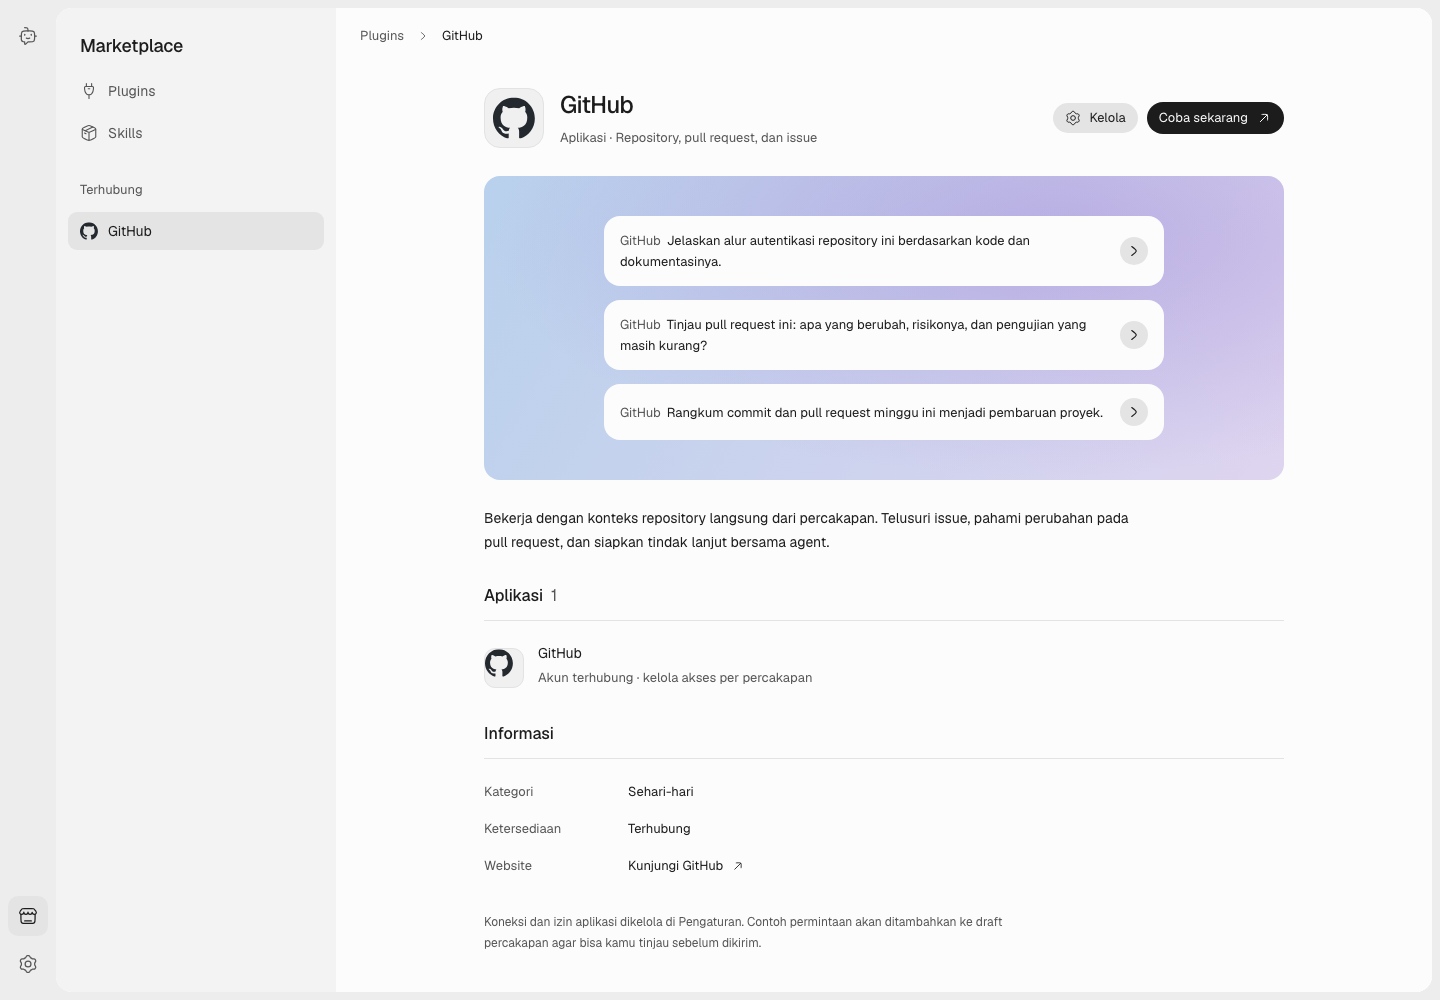 Marketplace
Plugins
Skills
Terhubung
GitHub
Plugins > GitHub
GitHub
Aplikasi · Repository, pull request, dan issue
Kelola
Coba sekarang
GitHub Jelaskan alur autentikasi repository ini berdasarkan kode dan
dokumentasinya.
GitHub Tinjau pull request ini: apa yang berubah, risikonya, dan pengujian yang
masih kurang?
GitHub Rangkum commit dan pull request minggu ini menjadi pembaruan proyek.
Bekerja dengan konteks repository langsung dari percakapan. Telusuri issue, pahami perubahan pada
pull request, dan siapkan tindak lanjut bersama agent.
Aplikasi 1
GitHub
Akun terhubung · kelola akses per percakapan
Informasi
Kategori Sehari-hari
Ketersediaan Terhubung
Website Kunjungi GitHub
Koneksi dan izin aplikasi dikelola di Pengaturan. Contoh permintaan akan ditambahkan ke draft
percakapan agar bisa kamu tinjau sebelum dikirim.